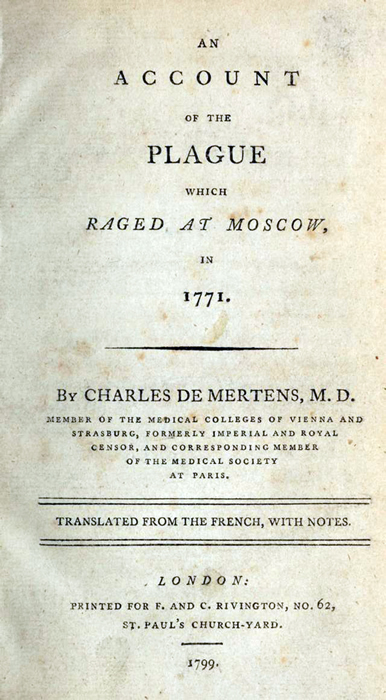 AN
ACCOUNT
OF THE
PLAGUE
WHICH
RAGED AT MOSCOW,
IN
1771.
By CHARLES DE MERTENS, M. D.
MEMBER OF THE MEDICAL COLLEGES OF VIENNA AND
STRASBURG, FORMERLY IMPERIAL AND ROYAL
CENSOR, AND CORRESPONDING MEMBER
OF THE MEDICAL SOCIETY
AT PARIS.
TRANSLATED FROM THE FRENCH, WITH NOTES.
LONDON:
PRINTED FOR F. AND C. RIVINGTON, NO. 62,
ST. PAUL'S CHURCH-YARD.
1799.